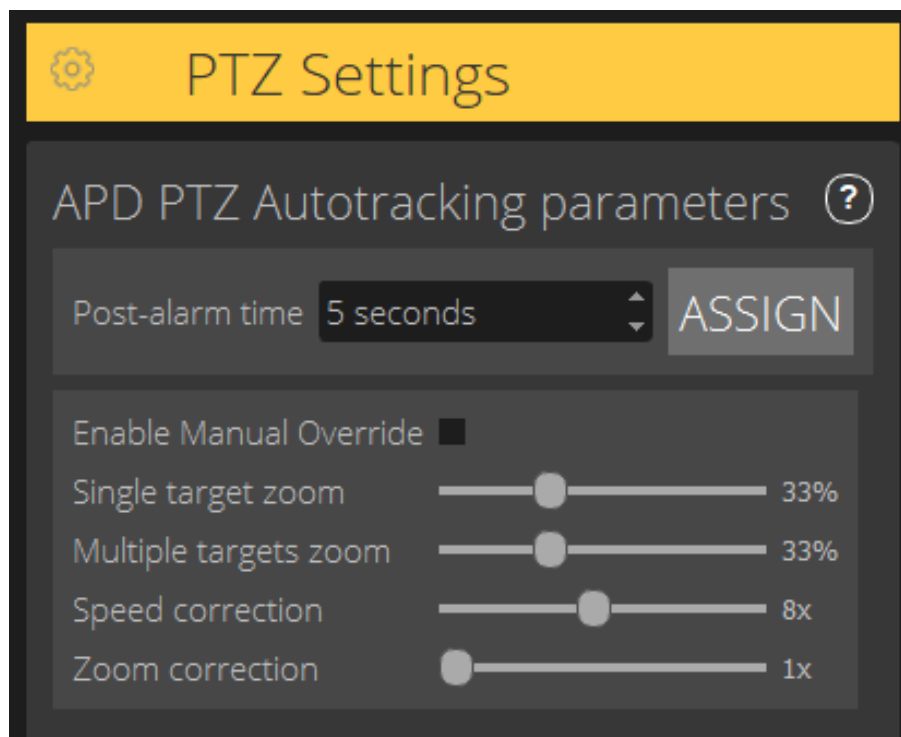 PTZ Settings
APD PTZ Autotracking parameters ?
Post-alarm time 5 seconds ASSIGN
Enable Manual Override
Single target zoom 33%
Multiple targets zoom 33%
Speed correction 8x
Zoom correction 1x